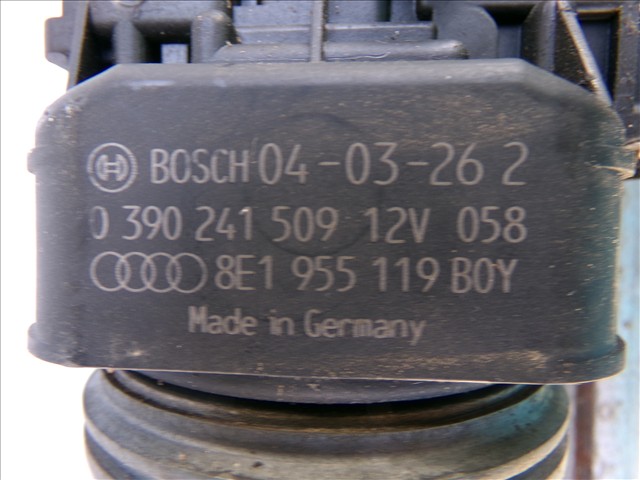 BOSCH 04-03-26 2
0 390 241 509 12V 058
8E1 955 119 B0Y
Made in Germany